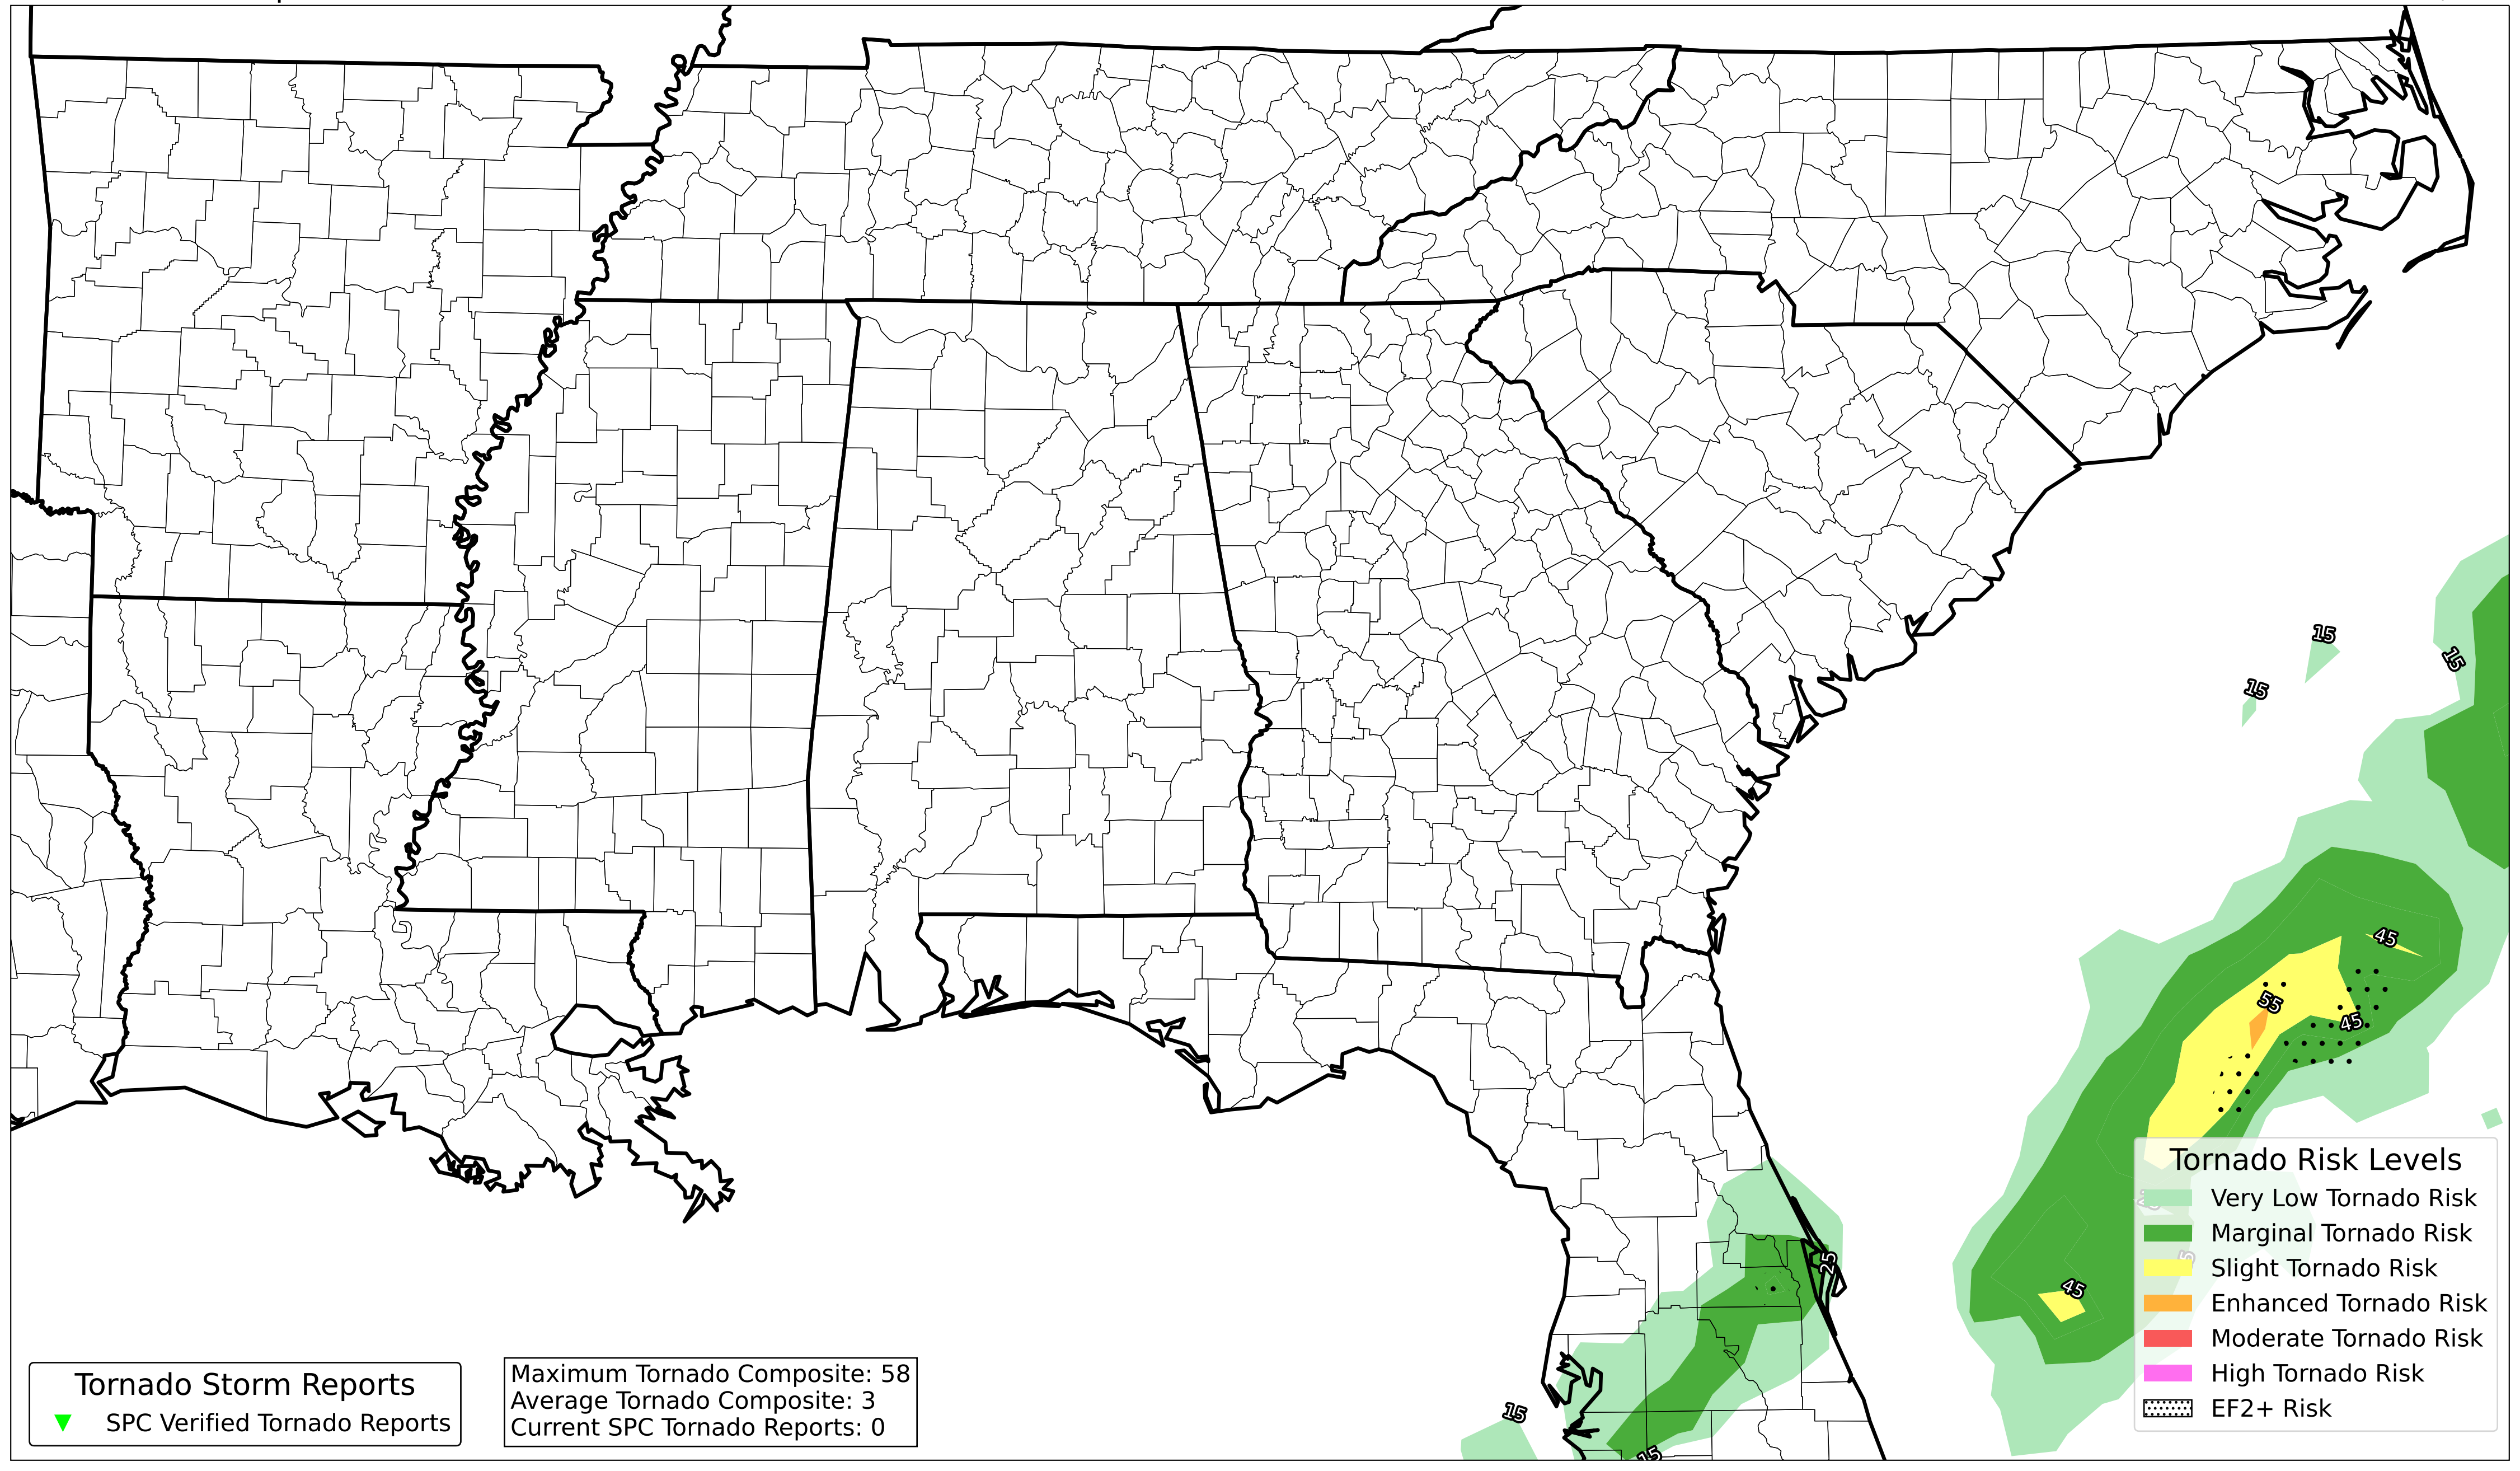 15
15
15
45
55
45
45
25
15
15
Tornado Risk Levels
Very Low Tornado Risk
Marginal Tornado Risk
Slight Tornado Risk
Enhanced Tornado Risk
Moderate Tornado Risk
High Tornado Risk
EF2+ Risk
Tornado Storm Reports
SPC Verified Tornado Reports
Maximum Tornado Composite: 58
Average Tornado Composite: 3
Current SPC Tornado Reports: 0